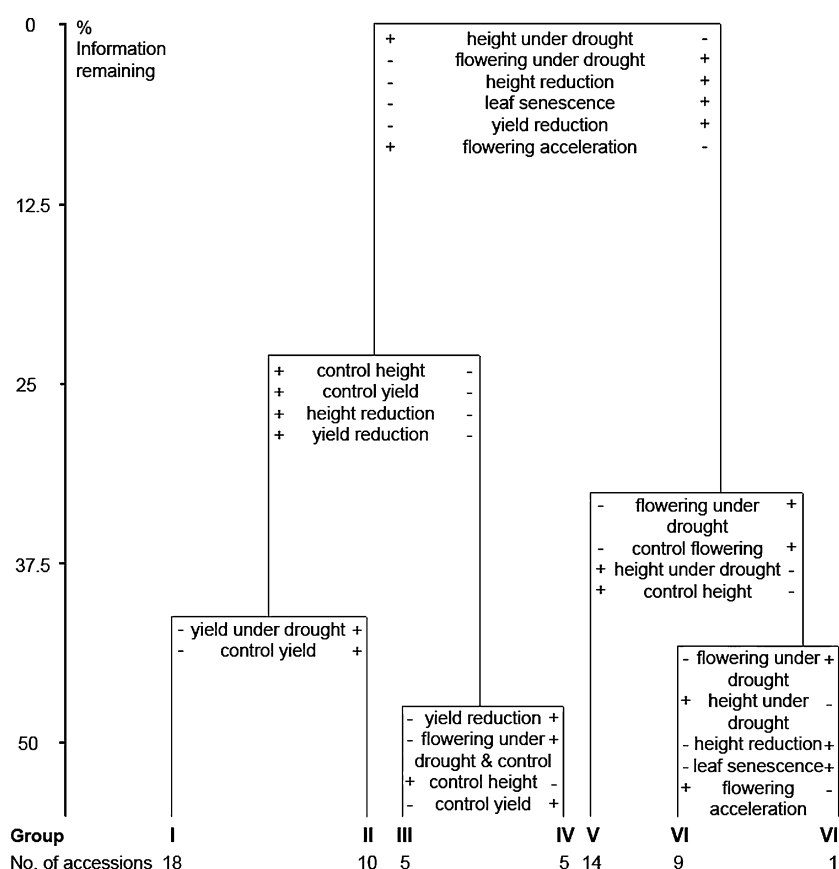 0
%
Information
remaining
+ height under drought -
- flowering under drought +
- height reduction +
- leaf senescence +
- yield reduction +
+ flowering acceleration -
12.5
25
+ control height -
+ control yield -
+ height reduction -
+ yield reduction -
- flowering under +
drought
- control flowering +
+ height under drought -
+ control height -
37.5
- yield under drought +
- control yield +
- flowering under +
drought
+ height under -
drought
- height reduction +
- leaf senescence +
+ flowering -
acceleration
50
- yield reduction +
- flowering under +
drought & control
+ control height -
- control yield +
Group I II III IV V VI VI
No. of accessions 18 10 5 5 14 9 1